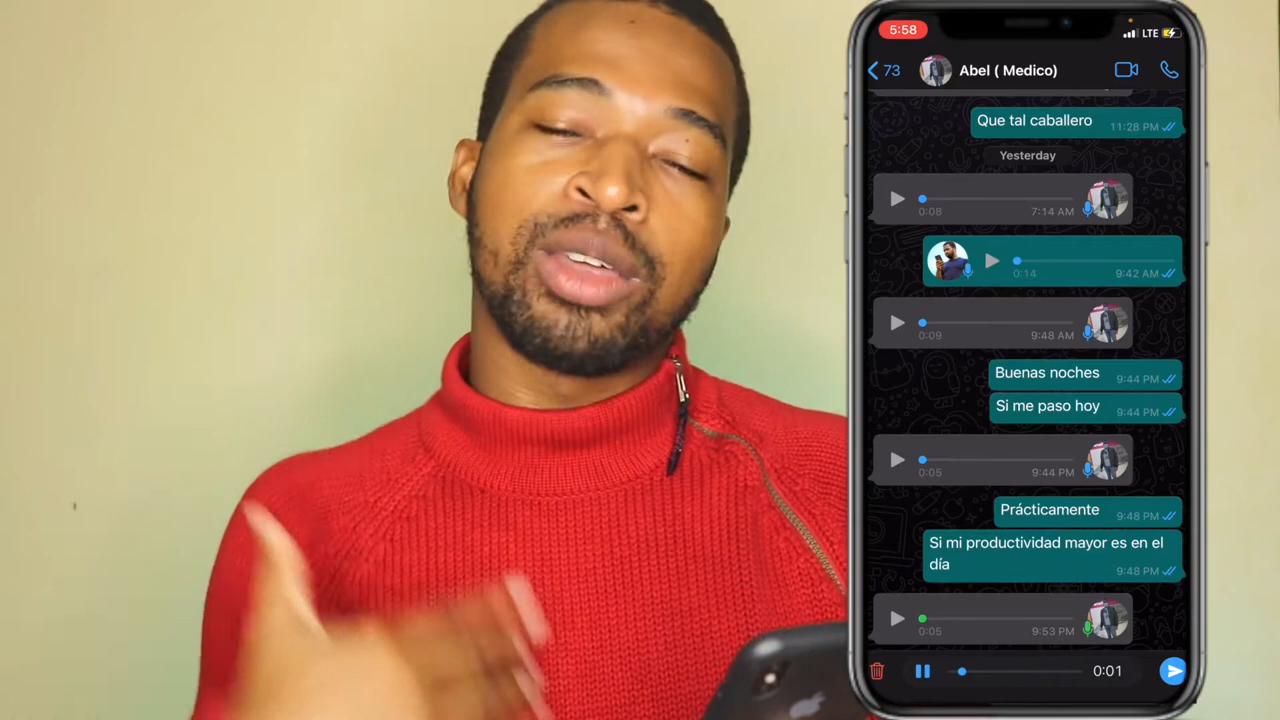 5:58
LTE
73
Abel ( Medico)
Que tal caballero
11:28 PM
Yesterday
0:08
7:14 AM
0:14
9:42 AM
0:09
9:48 AM
Buenas noches
9:44 PM
Si me paso hoy
9:44 PM
0:05
9:44 PM
Prácticamente
9:48 PM
Si mi productividad mayor es en el
día
9:48 PM
0:05
9:53 PM
0:01